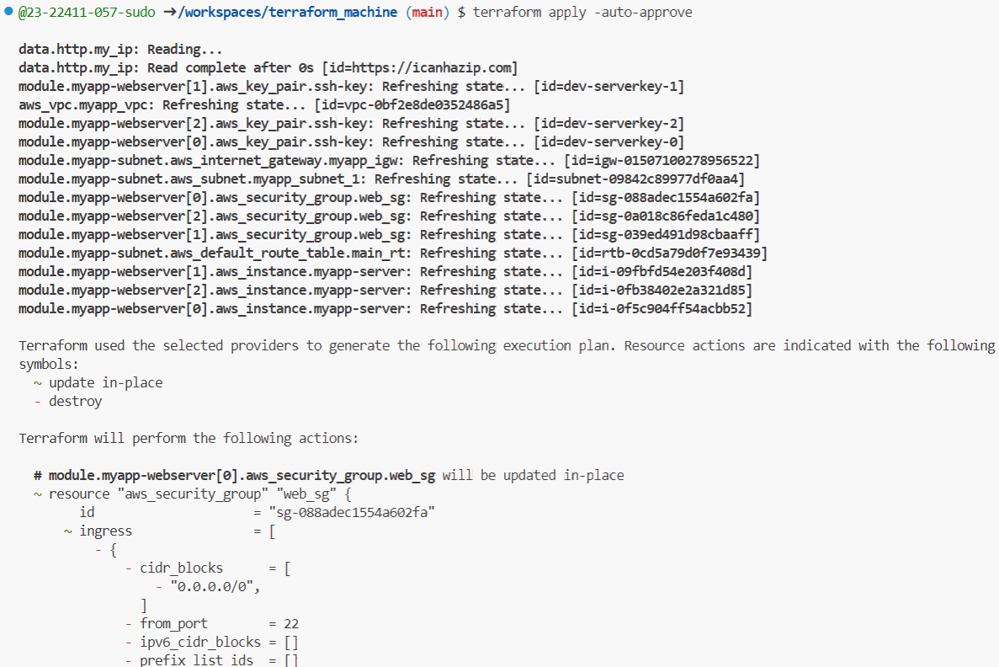 @23-22411-057-sudo →/workspaces/terraform_machine (main) $ terraform apply -auto-approve
data.http.my_ip: Reading...
data.http.my_ip: Read complete after 0s [id=https://icanhazip.com]
module.myapp-webserver[1].aws_key_pair.ssh-key: Refreshing state... [id=dev-serverkey-1]
aws_vpc.myapp_vpc: Refreshing state... [id=vpc-0bf2e8de0352486a5]
module.myapp-webserver[2].aws_key_pair.ssh-key: Refreshing state... [id=dev-serverkey-2]
module.myapp-webserver[0].aws_key_pair.ssh-key: Refreshing state... [id=dev-serverkey-0]
module.myapp-subnet.aws_internet_gateway.myapp_igw: Refreshing state... [id=igw-01507100278956522]
module.myapp-subnet.aws_subnet.myapp_subnet_1: Refreshing state... [id=subnet-09842c89977df0aa4]
module.myapp-webserver[0].aws_security_group.web_sg: Refreshing state... [id=sg-088adec1554a602fa]
module.myapp-webserver[2].aws_security_group.web_sg: Refreshing state... [id=sg-0a018c86feda1c480]
module.myapp-webserver[1].aws_security_group.web_sg: Refreshing state... [id=sg-039ed491d98cbaaff]
module.myapp-subnet.aws_default_route_table.main_rt: Refreshing state... [id=rtb-0cd5a79d0f7e93439]
module.myapp-webserver[1].aws_instance.myapp-server: Refreshing state... [id=i-09fbfd54e203f408d]
module.myapp-webserver[2].aws_instance.myapp-server: Refreshing state... [id=i-0fb38402e2a321d85]
module.myapp-webserver[0].aws_instance.myapp-server: Refreshing state... [id=i-0f5c904ff54acbb52]
Terraform used the selected providers to generate the following execution plan. Resource actions are indicated with the following
symbols:
~ update in-place
- destroy
Terraform will perform the following actions:
# module.myapp-webserver[0].aws_security_group.web_sg will be updated in-place
~ resource "aws_security_group" "web_sg" {
id = "sg-088adec1554a602fa"
~ ingress = [
- {
- cidr_blocks = [
- "0.0.0.0/0",
]
- from_port = 22
- ipv6_cidr_blocks = []
- prefix_list_ids = []